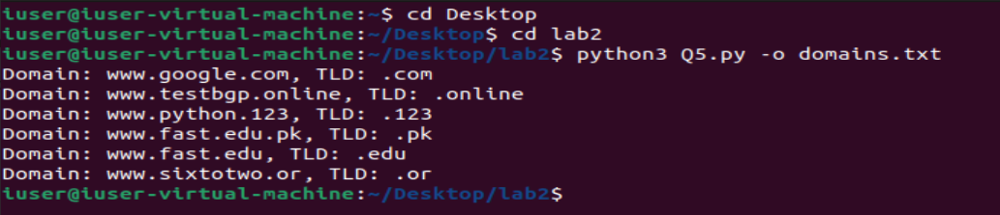 iuser@iuser-virtual-machine:~$ cd Desktop
iuser@iuser-virtual-machine:~/Desktop$ cd lab2
iuser@iuser-virtual-machine:~/Desktop/lab2$ python3 Q5.py -o domains.txt
Domain: www.google.com, TLD: .com
Domain: www.testbgp.online, TLD: .online
Domain: www.python.123, TLD: .123
Domain: www.fast.edu.pk, TLD: .pk
Domain: www.fast.edu, TLD: .edu
Domain: www.sixtotwo.or, TLD: .or
iuser@iuser-virtual-machine:~/Desktop/lab2$